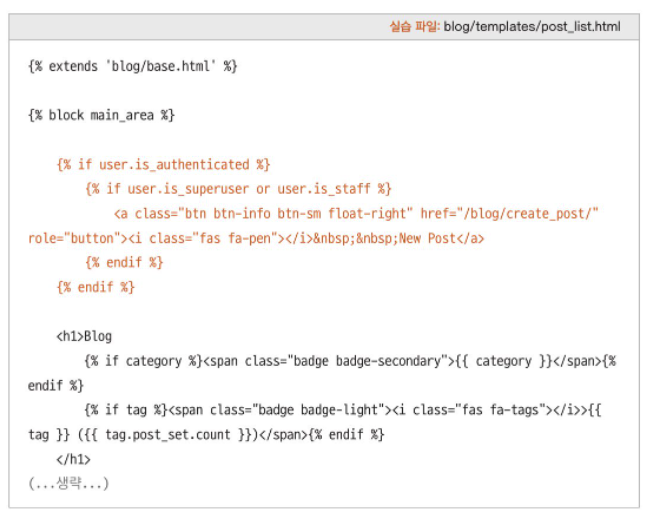 실습 파일: blog/templates/post_list.html
{% extends 'blog/base.html' %}
{% block main_area %}
{% if user.is_authenticated %}
{% if user.is_superuser or user.is_staff %}
<a class="btn btn-info btn-sm float-right" href="/blog/create_post/"
role="button"><i class="fas fa-pen"></i>&nbsp;&nbsp;New Post</a>
{% endif %}
{% endif %}
<h1>Blog
{% if category %}<span class="badge badge-secondary">{{ category }}</span>{%
endif %}
{% if tag %}<span class="badge badge-light"><i class="fas fa-tags"></i>>{{
tag }} ({{ tag.post_set.count }})</span>{% endif %}
</h1>
(...생략...)